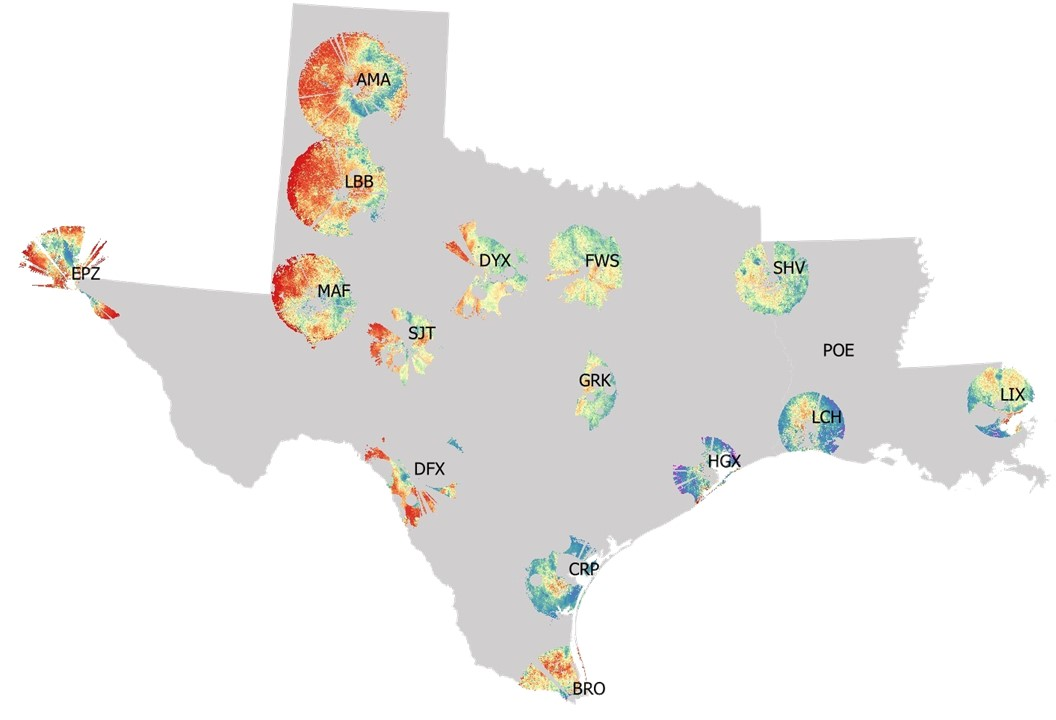 AMA
LBB
DYX
FWS
SHV
EPZ
MAF
SJT
POE
GRK
LIX
LCH
HGX
DFX
CRP
BRO